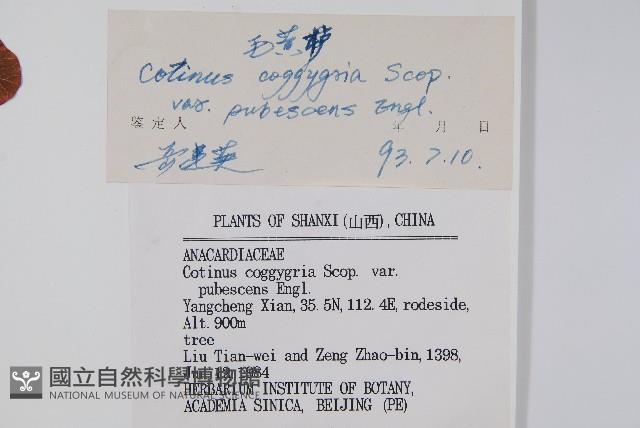 毛黄栌
Cotinus coggygria Scop.
var. pubescens Engl.
鉴定人 年 月 日
93.7.10.
PLANTS OF SHANXI(山西), CHINA
ANACARDIACEAE
Cotinus coggygria Scop. var.
pubescens Engl.
Yangcheng Xian, 35.5N, 112.4E, rodeside,
Alt. 900m
tree
Liu Tian-wei and Zeng Zhao-bin, 1398,
1984
HERBARIUM INSTITUTE OF BOTANY,
ACADEMIA SINICA, BEIJING (PE)
國立自然科學博物館
NATIONAL MUSEUM OF NATURAL SCIENCE